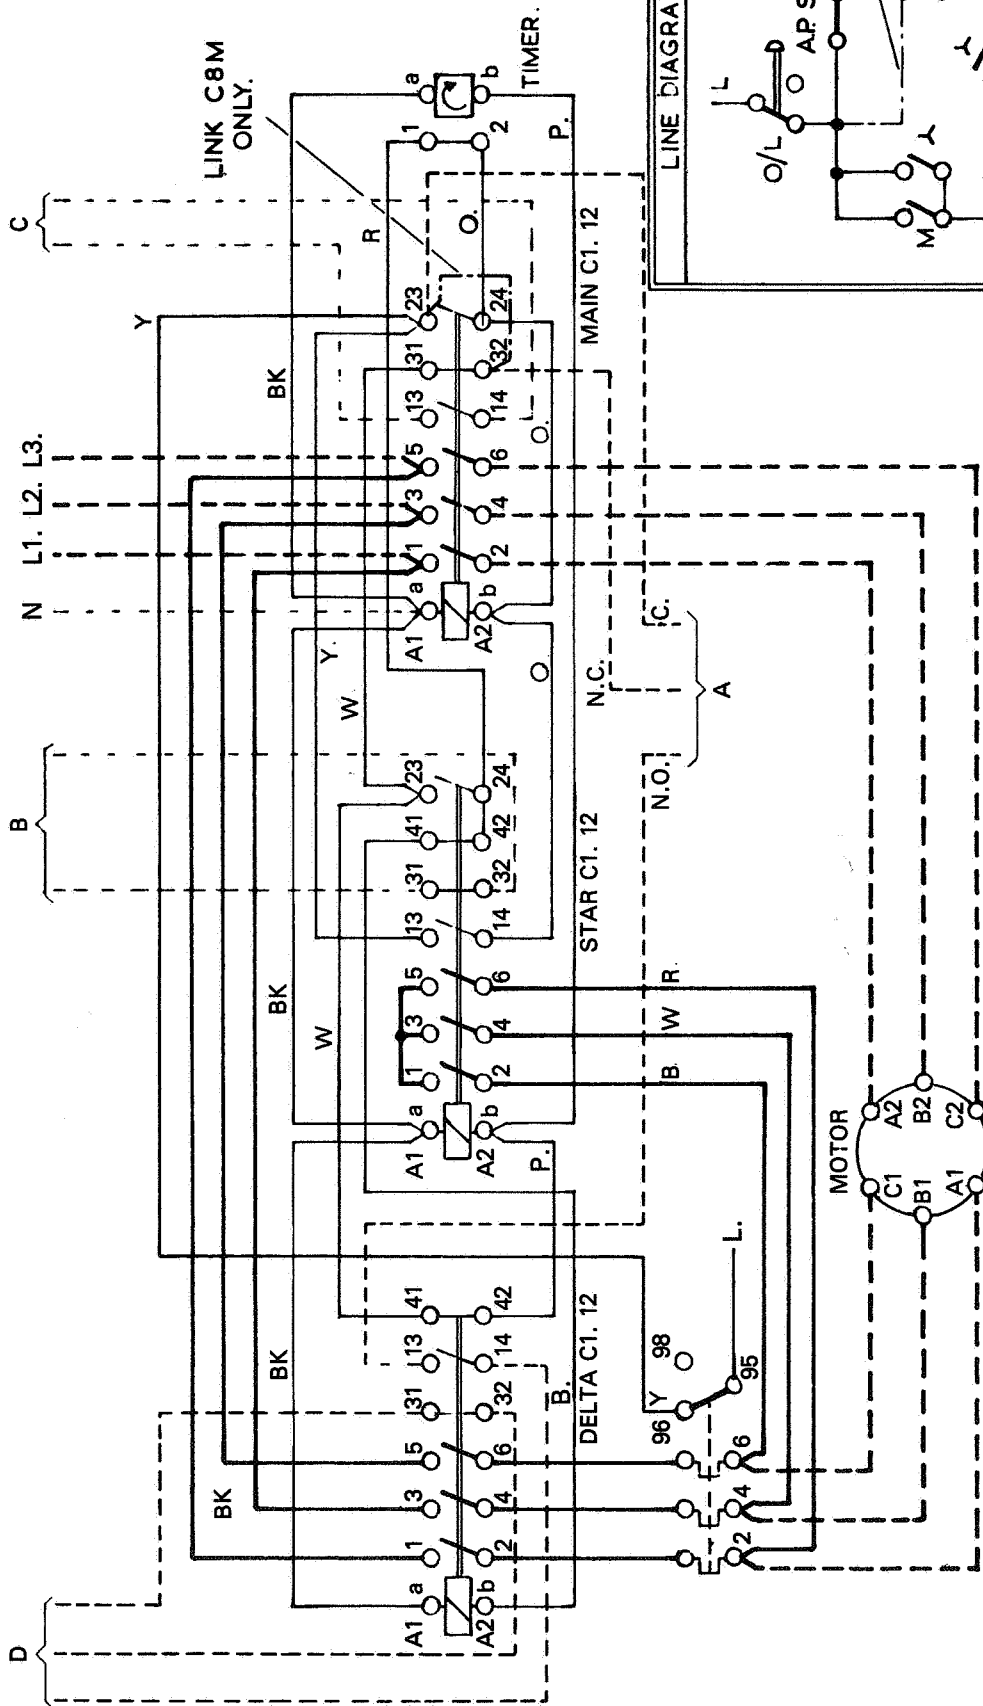 D
B
N
L1. L2. L3.
C
LINK C8M
ONLY.
Y
BK
BK
BK
BK
R
Y.
W
W
A1 a
1
3
5
31
13
41
A1 a
1
3
5
13
31
41
23
A1 a
1
3
5
13
31
23
1
a
A2 b
2
4
6
32
14
42
A2 b
2
4
6
14
32
42
24
A2 b
2
4
6
14
32
24
2
b
TIMER.
O.
P.
B.
P.
O
O.
DELTA C1. 12
STAR C1. 12
MAIN C1. 12
B.
W
R.
N.O.
N.C.
C.
A
96
Y
98
95
L.
2
4
6
MOTOR
C1
A2
B1
B2
A1
C2
LINE DIAGRA
L
O/L
O
A.P. S
M